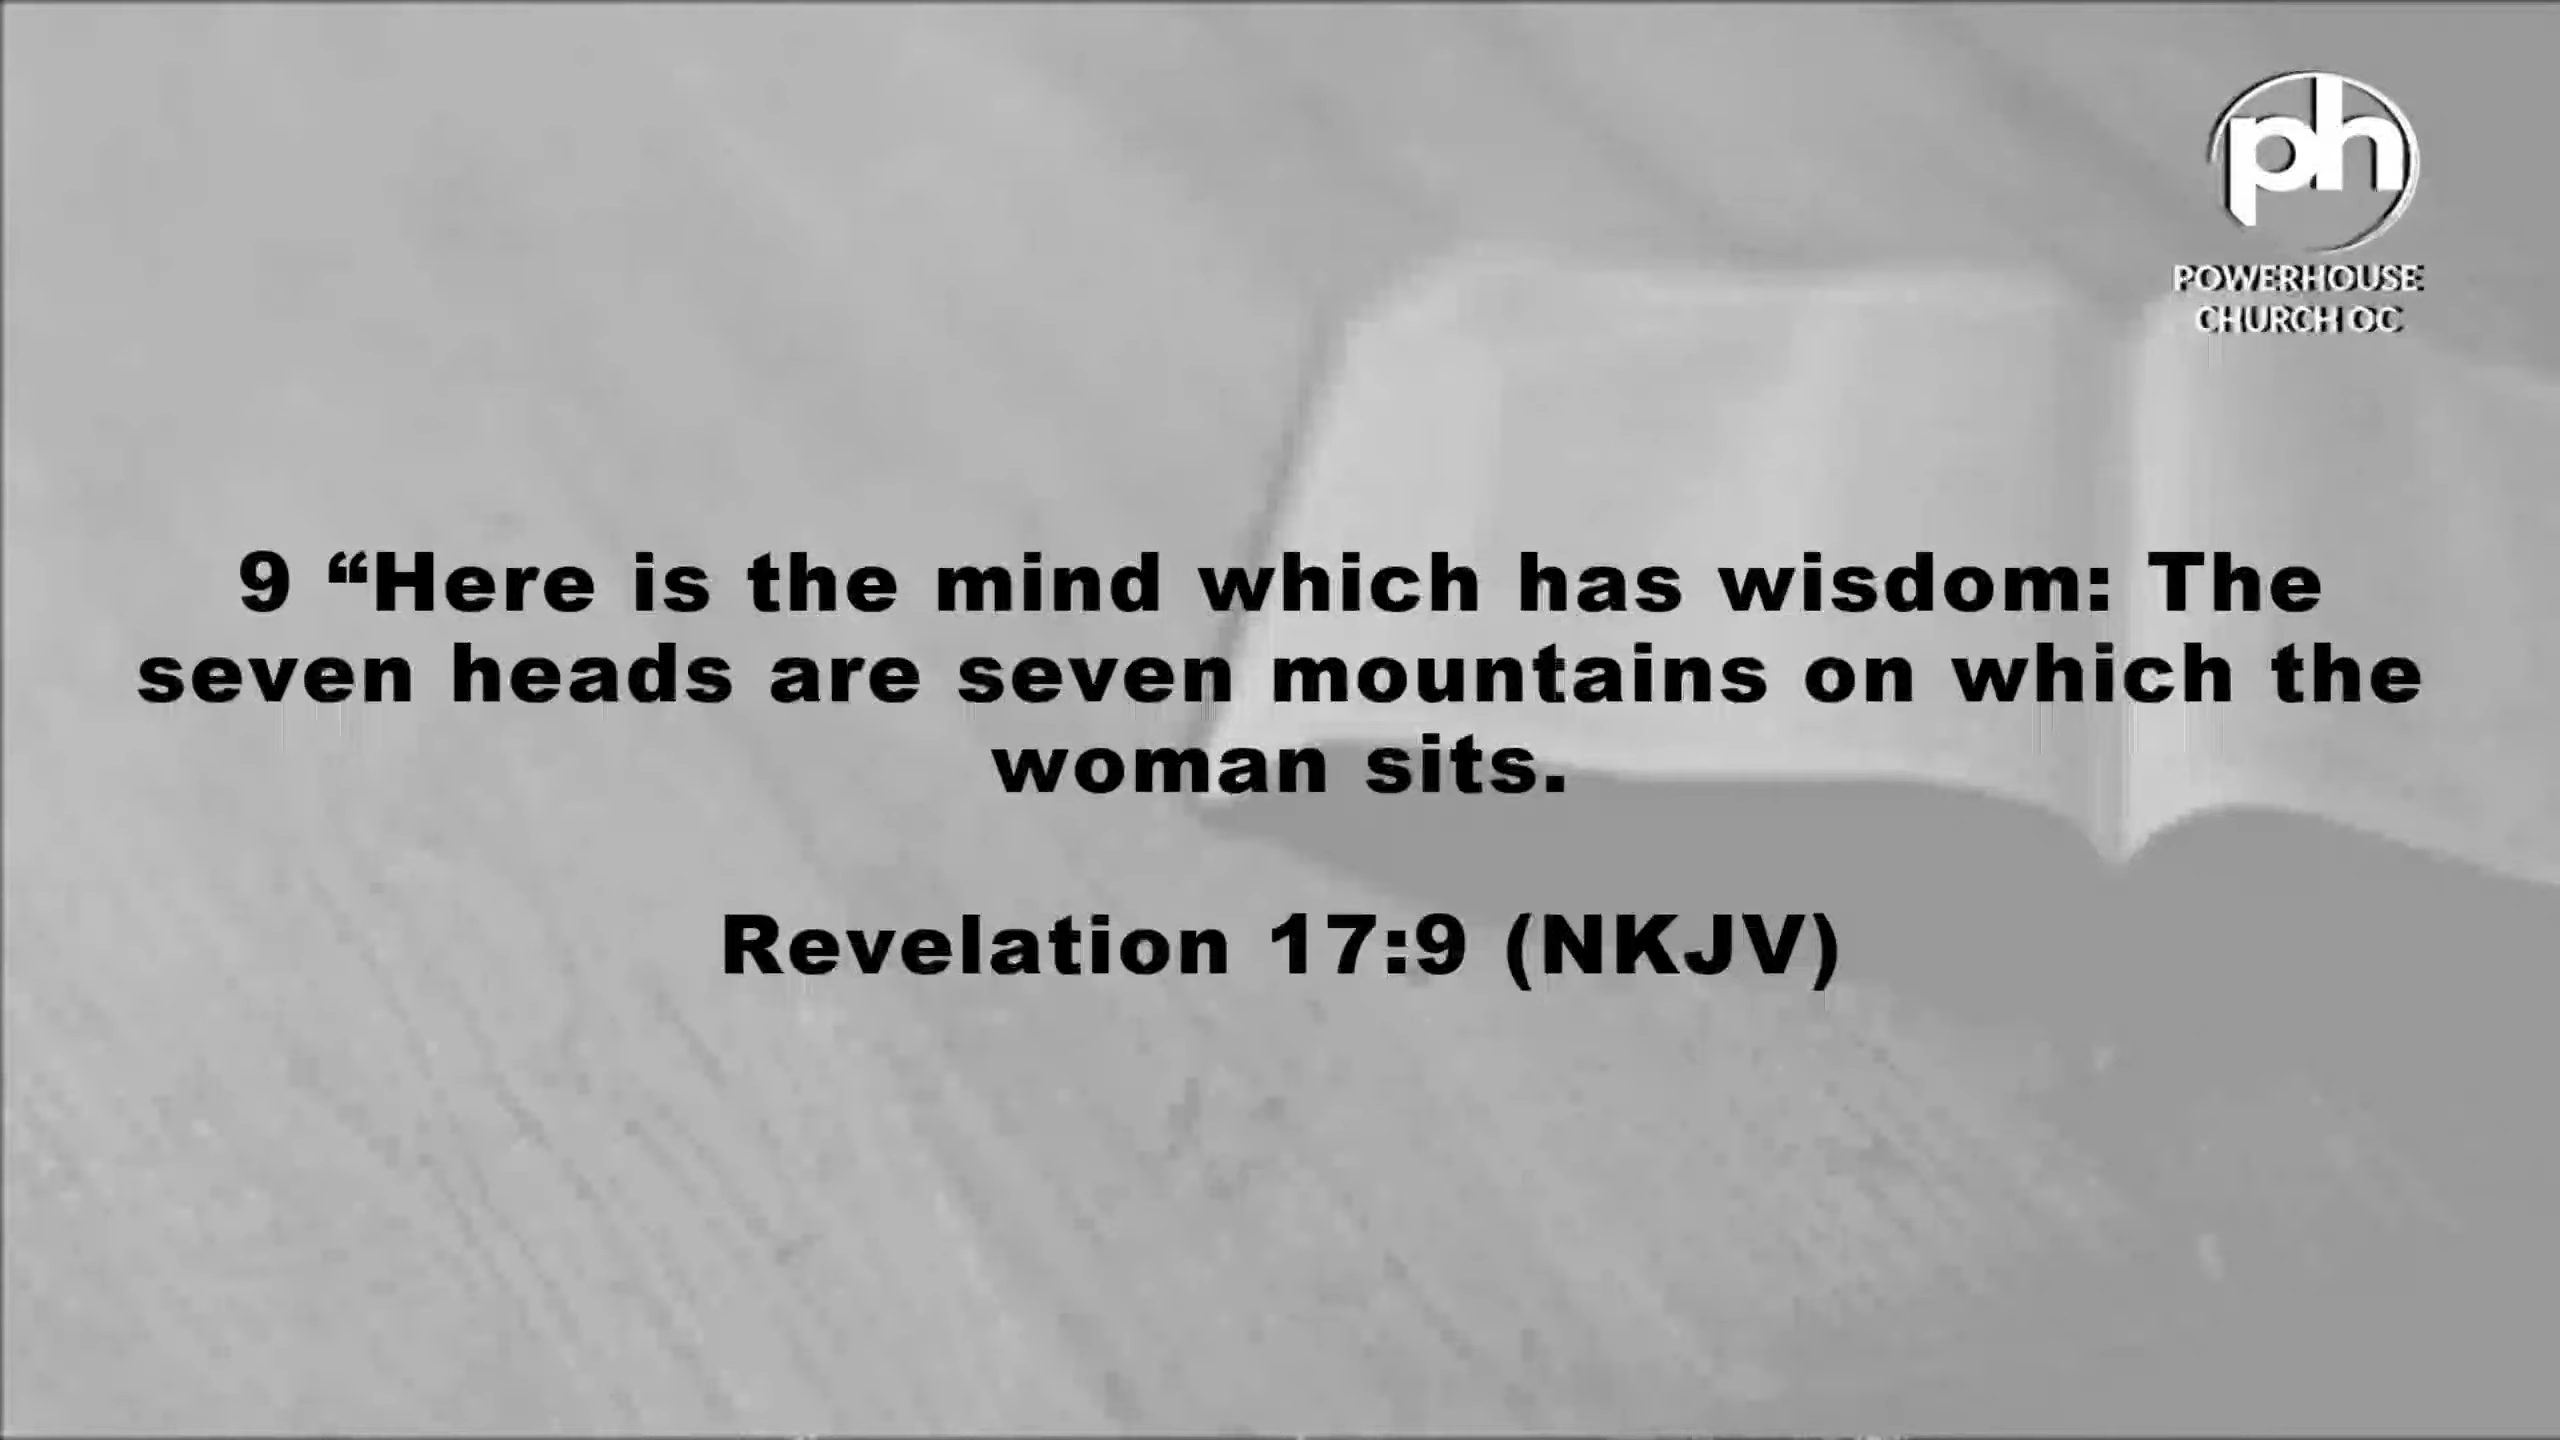 ph
POWERHOUSE
CHURCH OC
9 “Here is the mind which has wisdom: The
seven heads are seven mountains on which the
woman sits.
Revelation 17:9 (NKJV)